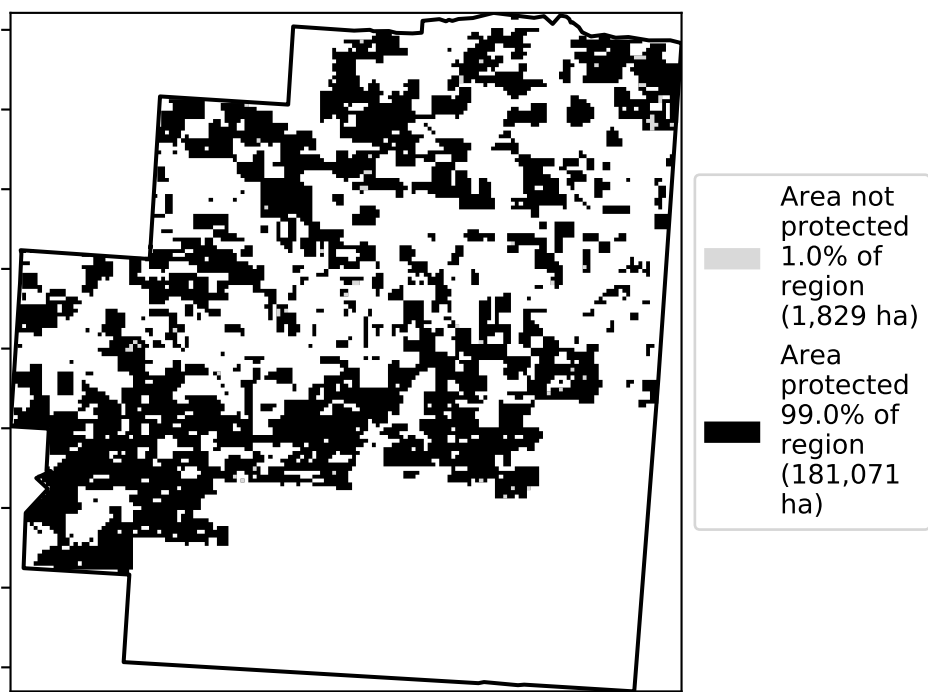 Area not
protected
1.0% of
region
(1,829 ha)
Area
protected
99.0% of
region
(181,071
ha)